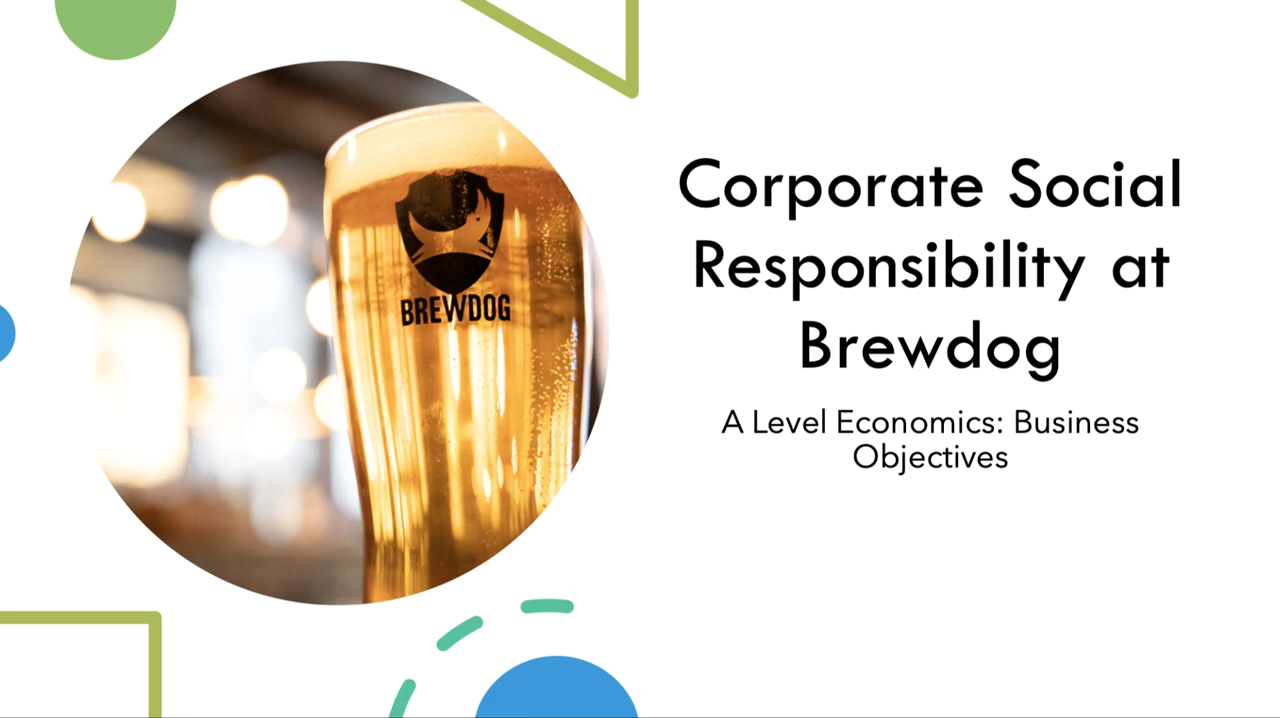 BREWDOG
Corporate Social
Responsibility at
Brewdog
A Level Economics: Business
Objectives